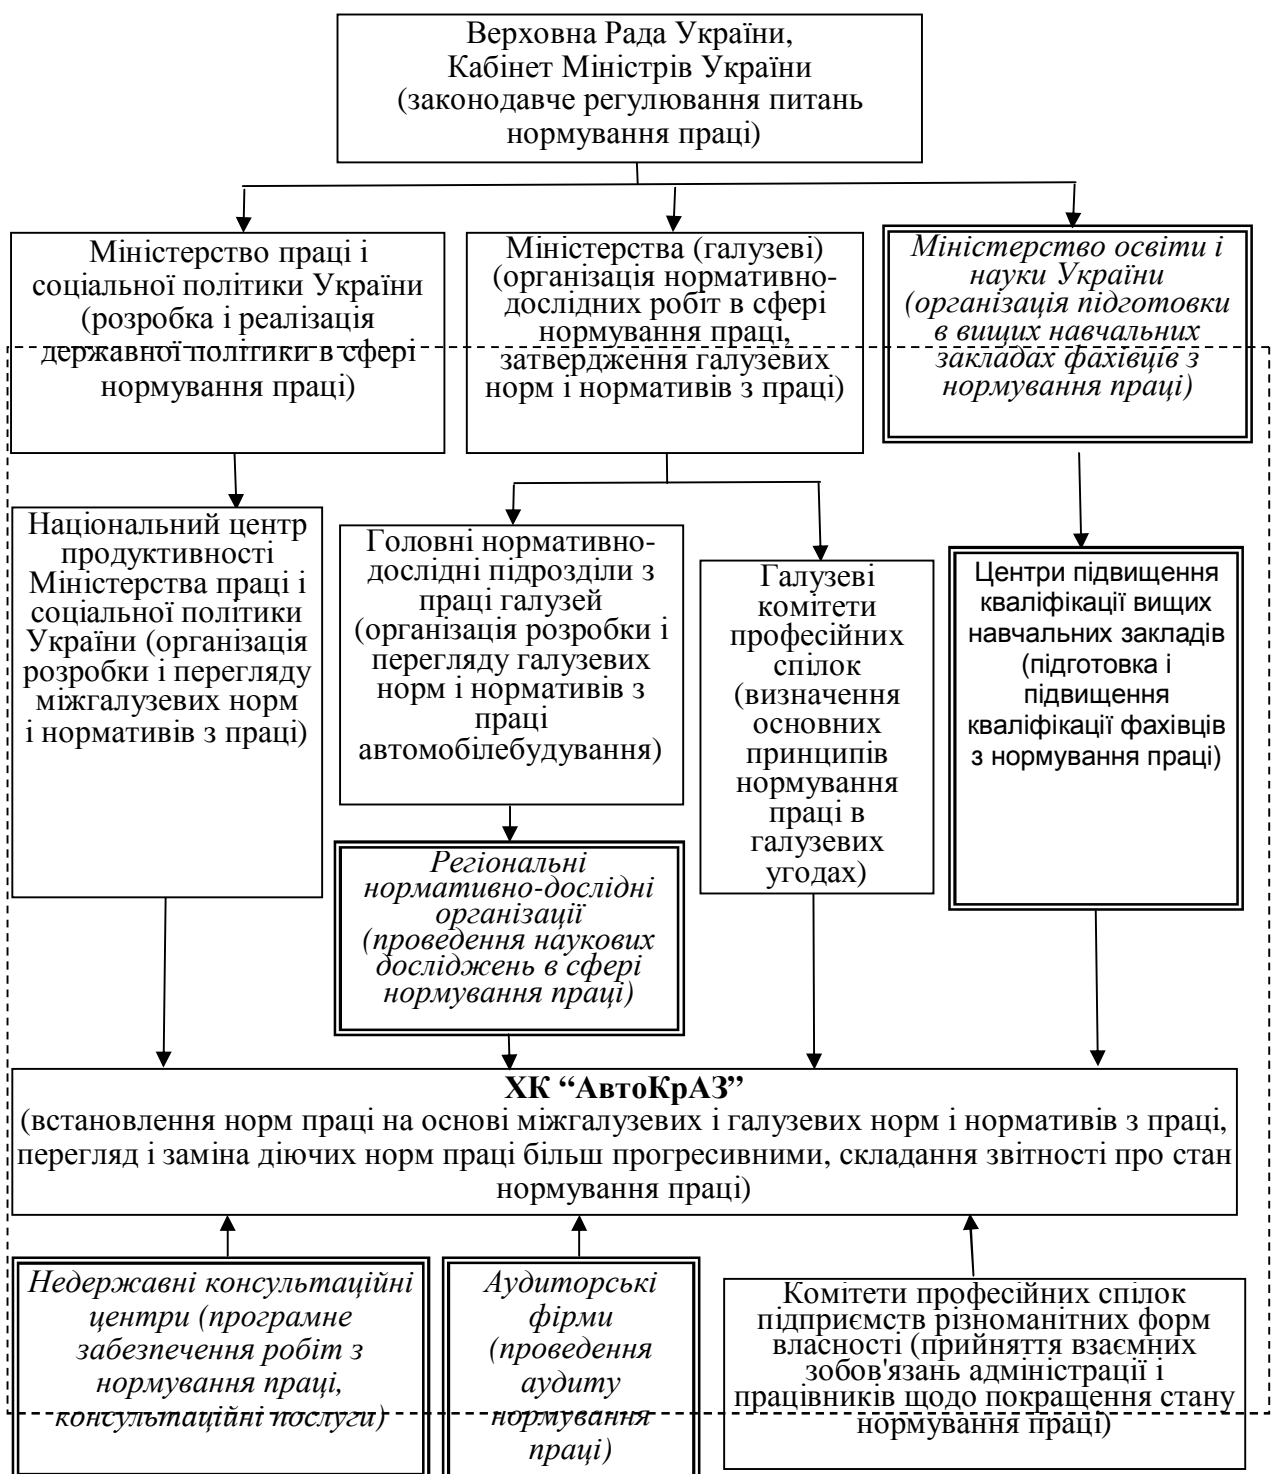 Верховна Рада України,
Кабінет Міністрів України
(законодавче регулювання питань
нормування праці)
Міністерство праці і
соціальної політики України
(розробка і реалізація
державної політики в сфері
нормування праці)
Міністерства (галузеві)
(організація нормативно-
дослідних робіт в сфері
нормування праці,
затвердження галузевих
норм і нормативів з праці)
Міністерство освіти і
науки України
(організація підготовки
в вищих навчальних
закладах фахівців з
нормування праці)
Національний центр
продуктивності
Міністерства праці і
соціальної політики
України (організація
розробки і перегляду
міжгалузевих норм
і нормативів з праці)
Головні нормативно-
дослідні підрозділи з
праці галузей
(організація розробки і
перегляду галузевих
норм і нормативів з
праці
автомобілебудування)
Галузеві
комітети
професійних
спілок
(визначення
основних
принципів
нормування
праці в
галузевих
угодах)
Центри підвищення
кваліфікації вищих
навчальних закладів
(підготовка і
підвищення
кваліфікації фахівців
з нормування праці)
Регіональні
нормативно-дослідні
організації
(проведення наукових
досліджень в сфері
нормування праці)
ХК “АвтоКрАЗ”
(встановлення норм праці на основі міжгалузевих і галузевих норм і нормативів з праці,
перегляд і заміна діючих норм праці більш прогресивними, складання звітності про стан
нормування праці)
Недержавні консультаційні
центри (програмне
забезпечення робіт з
нормування праці,
консультаційні послуги)
Аудиторські
фірми
(проведення
аудиту
нормування
праці)
Комітети професійних спілок
підприємств різноманітних форм
власності (прийняття взаємних
зобов'язань адміністрації і
працівників щодо покращення стану
нормування праці)